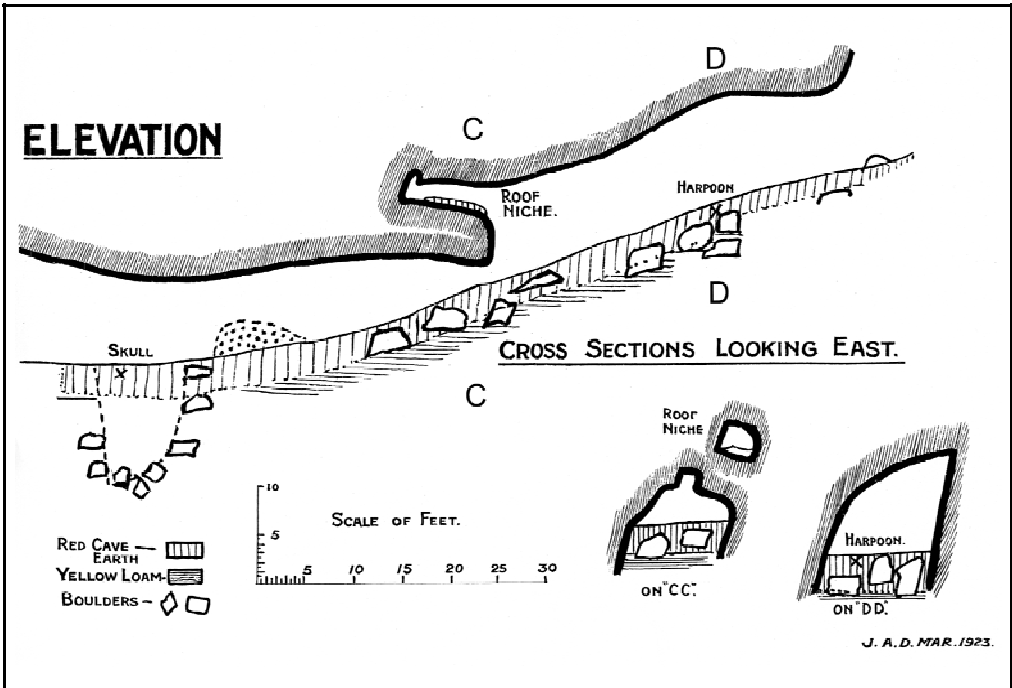 D
ELEVATION
C
ROOF
NICHE.
HARPOON
D
SKULL
CROSS SECTIONS LOOKING EAST.
C
ROOF
NICHE
10
5
SCALE OF FEET.
5 10 15 20 25 30
RED CAVE
EARTH
YELLOW LOAM
BOULDERS
HARPOON.
ON "CC".
ON "DD".
J. A. D. MAR. 1923.